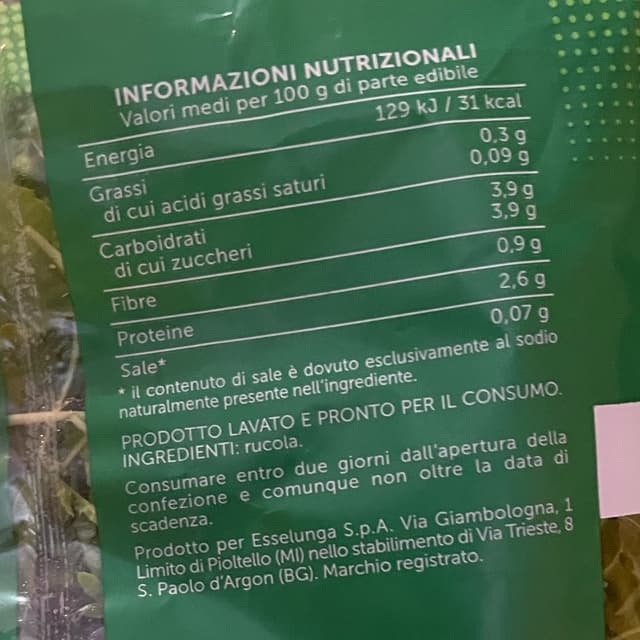 INFORMAZIONI NUTRIZIONALI
Valori medi per 100 g di parte edibile
Energia 129 kJ / 31 kcal
Grassi 0,3 g
di cui acidi grassi saturi 0,09 g
Carboidrati 3,9 g
di cui zuccheri 3,9 g
Fibre 0,9 g
Proteine 2,6 g
Sale* 0,07 g
* il contenuto di sale è dovuto esclusivamente al sodio
naturalmente presente nell'ingrediente.
PRODOTTO LAVATO E PRONTO PER IL CONSUMO.
INGREDIENTI: rucola.
Consumare entro due giorni dall'apertura della
confezione e comunque non oltre la data di
scadenza.
Prodotto per Esselunga S.p.A. Via Giambologna, 1
Limito di Pioltello (MI) nello stabilimento di Via Trieste, 8
S. Paolo d'Argon (BG). Marchio registrato.